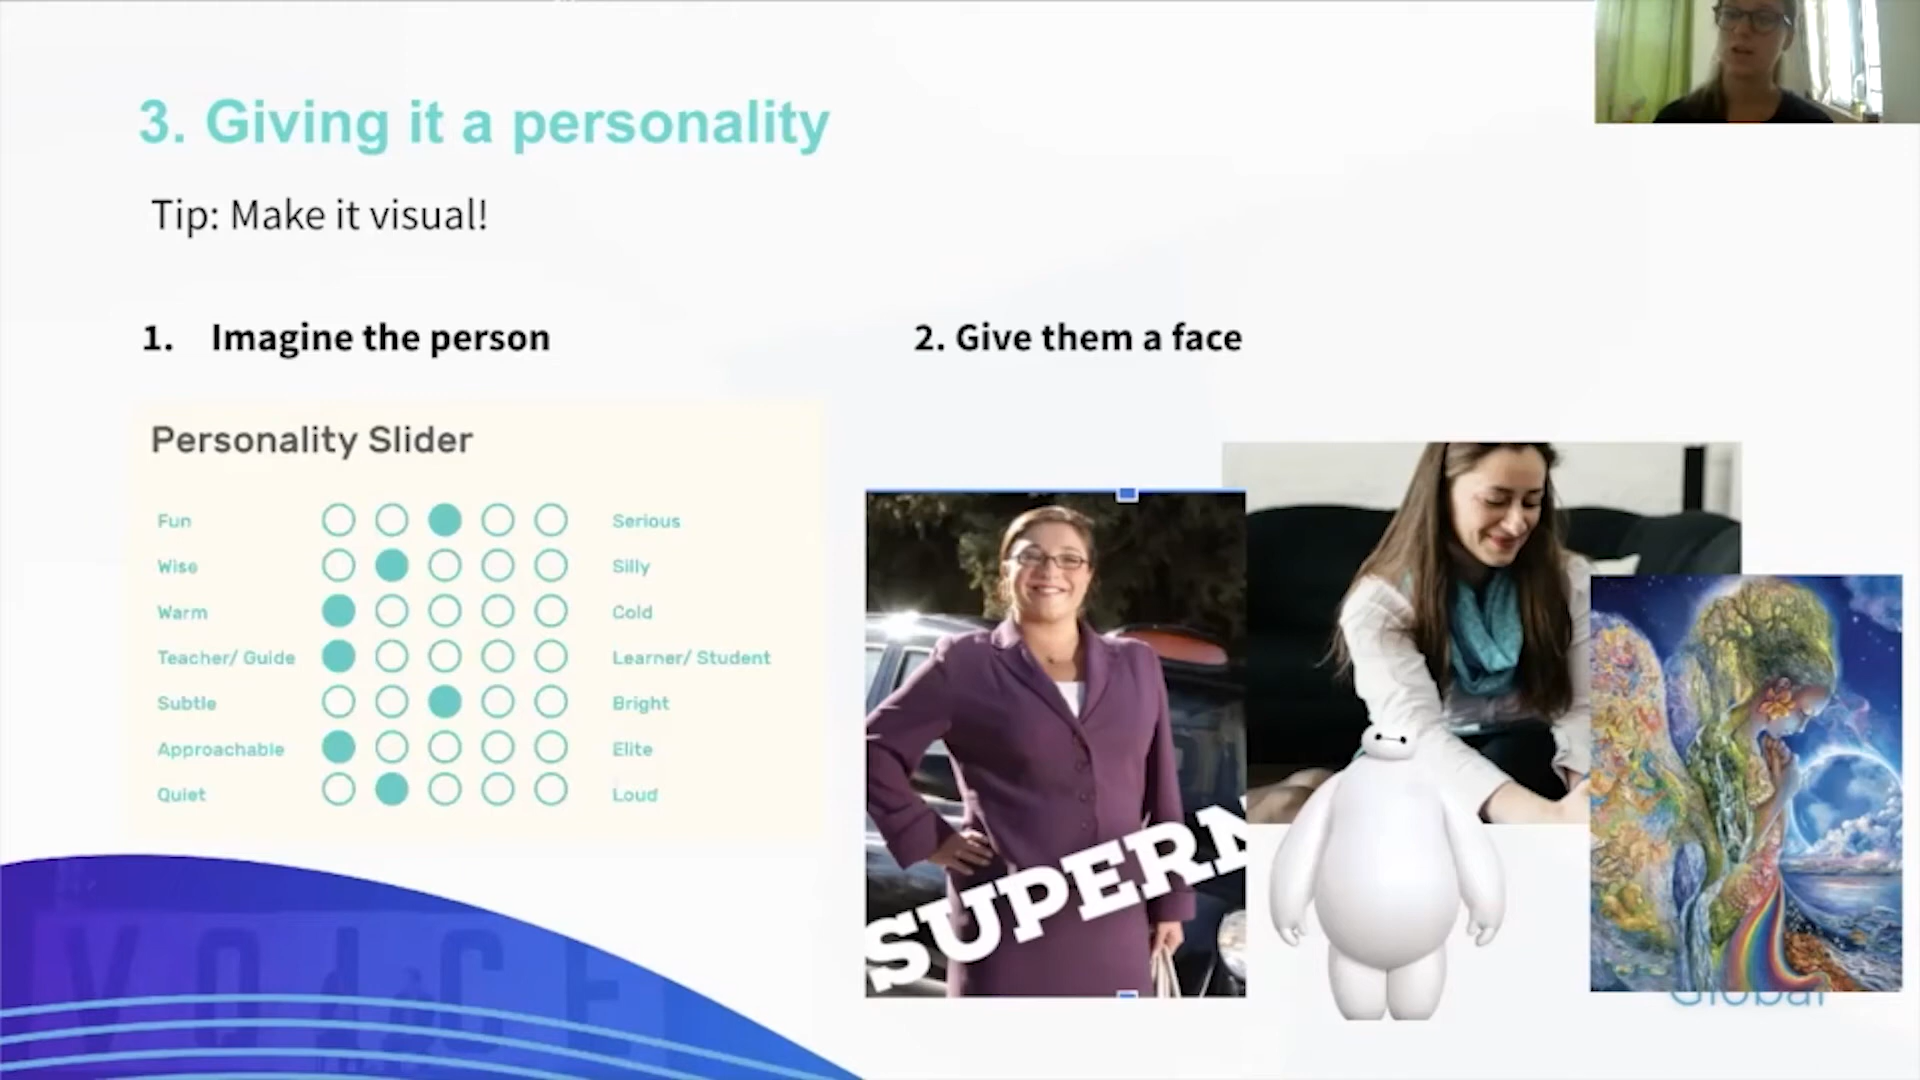 3. Giving it a personality
Tip: Make it visual!
1. Imagine the person
2. Give them a face
Personality Slider
Fun Serious
Wise Silly
Warm Cold
Teacher/ Guide Learner/ Student
Subtle Bright
Approachable Elite
Quiet Loud
SUPERN
VOICE
Global